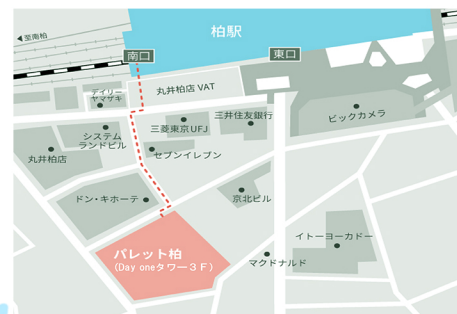 柏駅
◀至南柏
南口
東口
デイリー
ヤマザキ
丸井柏店 VAT
システム
ランドビル
三菱東京UFJ
三井住友銀行
ビックカメラ
丸井柏店
セブンイレブン
ドン・キホーテ
京北ビル
イトーヨーカドー
パレット柏
(Day oneタワー3F)
マクドナルド